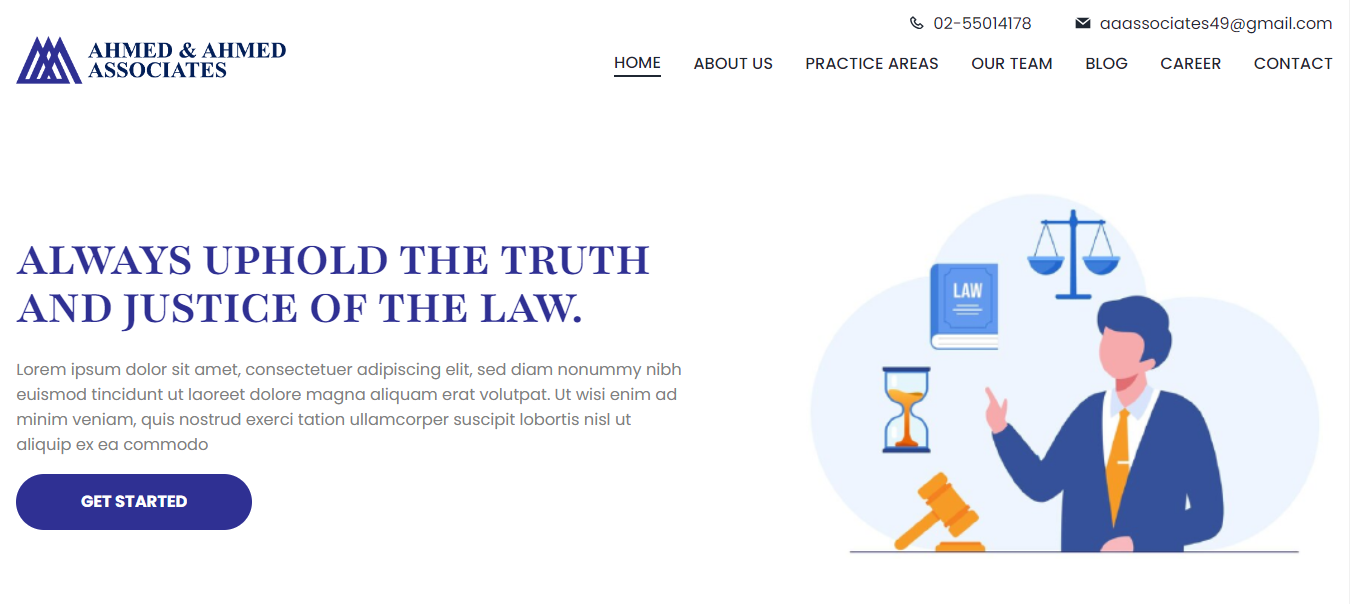 02-55014178
aaassociates49@gmail.com
AHMED & AHMED
ASSOCIATES
HOME
ABOUT US
PRACTICE AREAS
OUR TEAM
BLOG
CAREER
CONTACT
ALWAYS UPHOLD THE TRUTH
AND JUSTICE OF THE LAW.
Lorem ipsum dolor sit amet, consectetuer adipiscing elit, sed diam nonummy nibh
euismod tincidunt ut laoreet dolore magna aliquam erat volutpat. Ut wisi enim ad
minim veniam, quis nostrud exerci tation ullamcorper suscipit lobortis nisl ut
aliquip ex ea commodo
GET STARTED
LAW